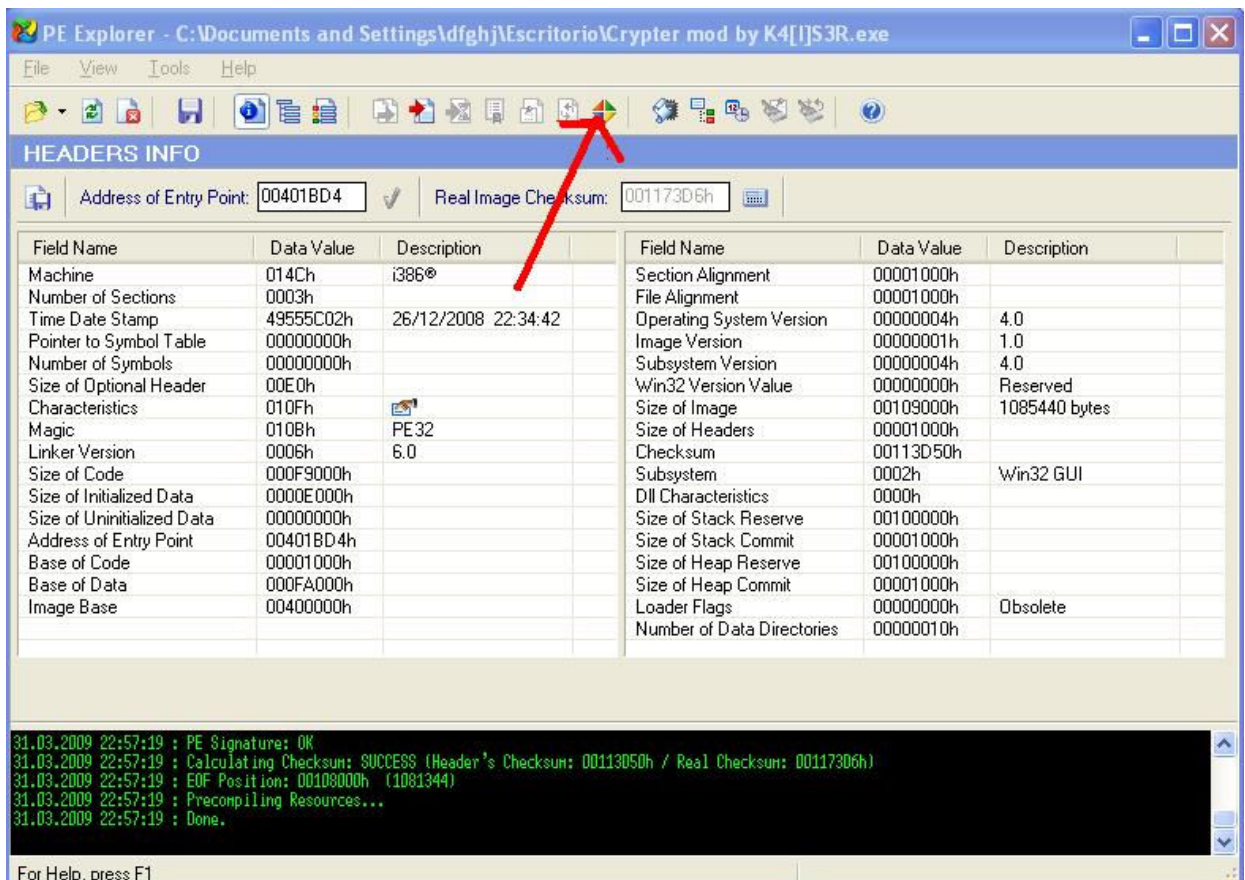 PE Explorer - C:\Documents and Settings\dfghj\Escritorio\Crypter mod by K4[I]S3R.exe
File View Tools Help
HEADERS INFO
Address of Entry Point: 00401BD4 Real Image Checksum: 001173D6h
Field Name Data Value Description
Machine 014Ch i386®
Number of Sections 0003h
Time Date Stamp 49555C02h 26/12/2008 22:34:42
Pointer to Symbol Table 00000000h
Number of Symbols 00000000h
Size of Optional Header 00E0h
Characteristics 010Fh
Magic 010Bh PE32
Linker Version 0006h 6.0
Size of Code 000F9000h
Size of Initialized Data 0000E000h
Size of Uninitialized Data 00000000h
Address of Entry Point 00401BD4h
Base of Code 00001000h
Base of Data 000FA000h
Image Base 00400000h
Field Name Data Value Description
Section Alignment 00001000h
File Alignment 00001000h
Operating System Version 00000004h 4.0
Image Version 00000001h 1.0
Subsystem Version 00000004h 4.0
Win32 Version Value 00000000h Reserved
Size of Image 00109000h 1085440 bytes
Size of Headers 00001000h
Checksum 00113D50h
Subsystem 0002h Win32 GUI
Dll Characteristics 0000h
Size of Stack Reserve 00100000h
Size of Stack Commit 00001000h
Size of Heap Reserve 00100000h
Size of Heap Commit 00001000h
Loader Flags 00000000h Obsolete
Number of Data Directories 00000010h
31.03.2009 22:57:19 : PE Signature: OK
31.03.2009 22:57:19 : Calculating Checksum: SUCCESS (Header's Checksum: 00113D50h / Real Checksum: 001173D6h)
31.03.2009 22:57:19 : EOF Position: 00108000h (1081344)
31.03.2009 22:57:19 : Precompiling Resources...
31.03.2009 22:57:19 : Done.
For Help, press F1